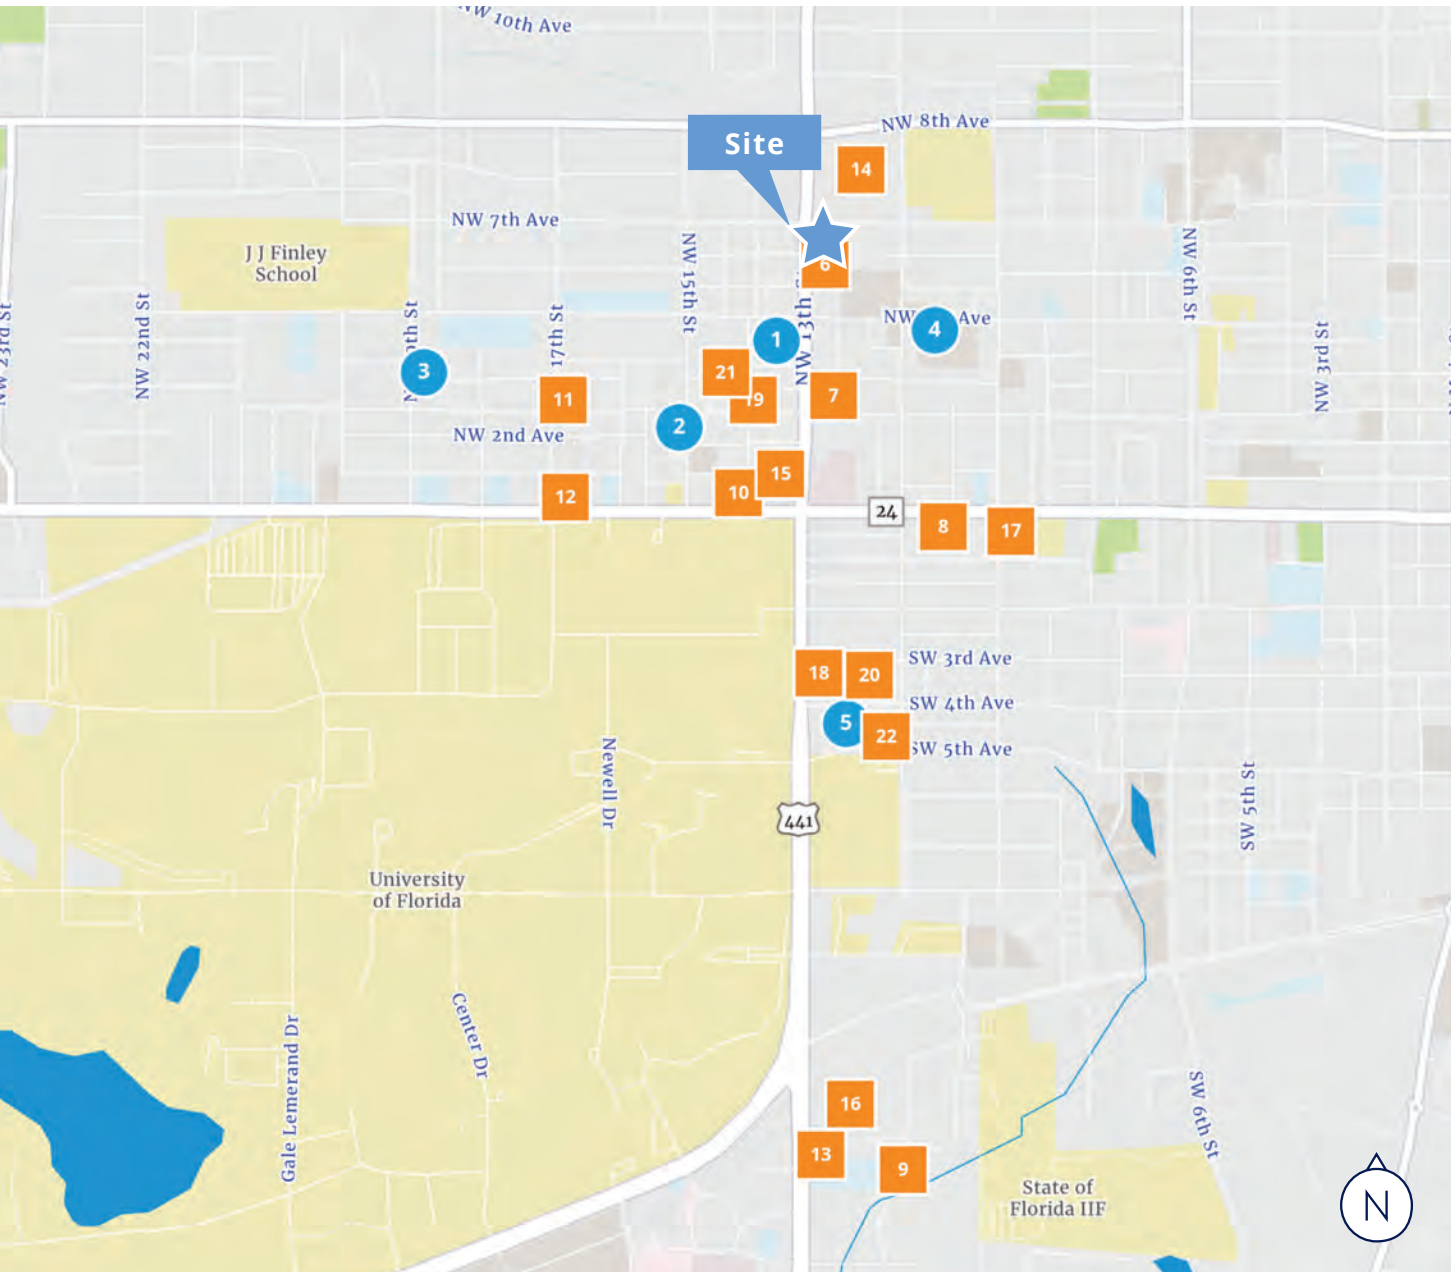 NW 10th Ave
NW 8th Ave
Site
14
NW 7th Ave
J J Finley
School
NW 15th St
NW 6th St
6
NW 23rd St
NW 22nd St
17th St
NW 13th
NW
Ave
4
1
NW 3rd St
3
21
19
7
11
2
NW 2nd Ave
15
10
12
24
8
17
SW 3rd Ave
18
20
SW 4th Ave
5
22
SW 5th Ave
Newell Dr
SW 5th St
441
University
of Florida
Center Dr
Gale Lemerand Dr
SW 6th St
16
13
9
State of
Florida IIF
N